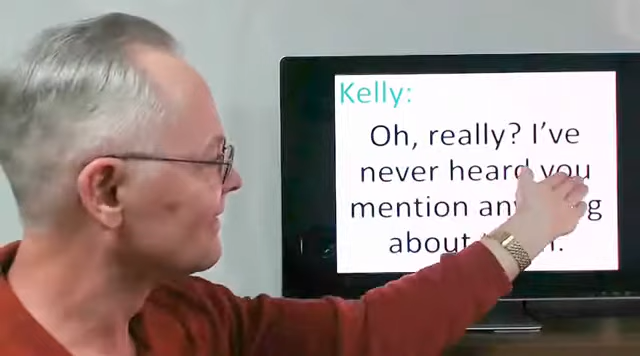 Kelly:
Oh, really? I've
never heard you
mention
about